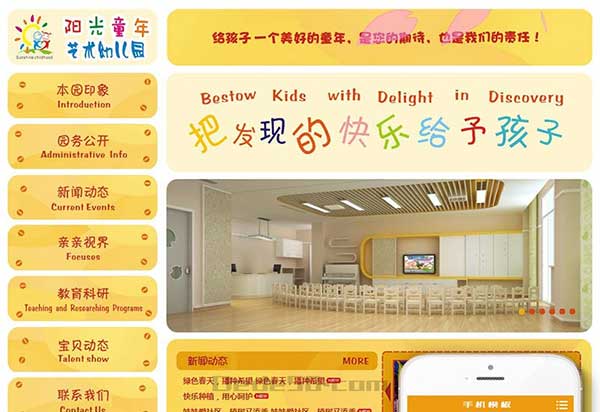 阳光童年
艺术幼儿园
Sunshine childhood
给孩子一个美好的童年，是您的期待，也是我们的责任！
Bestow Kids with Delight in Discovery
把发现的快乐给予孩子
本园印象
Introduction
园务公开
Administrative Info
新闻动态
Current Events
亲亲视界
Focuses
教育科研
Teaching and Researching Programs
宝贝动态
Talent show
联系我们
Contact Us
新闻动态
MORE
绿色春天，播种希望 绿色春天，播种希望
快乐种植，用心呵护
手机模板